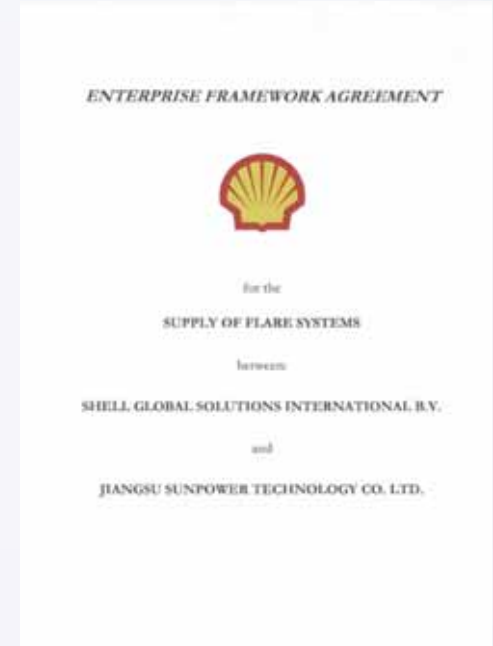 ENTERPRISE FRAMEWORK AGREEMENT
for the
SUPPLY OF FLARE SYSTEMS
between
SHELL GLOBAL SOLUTIONS INTERNATIONAL B.V.
and
JIANGSU SUNPOWER TECHNOLOGY CO. LTD.